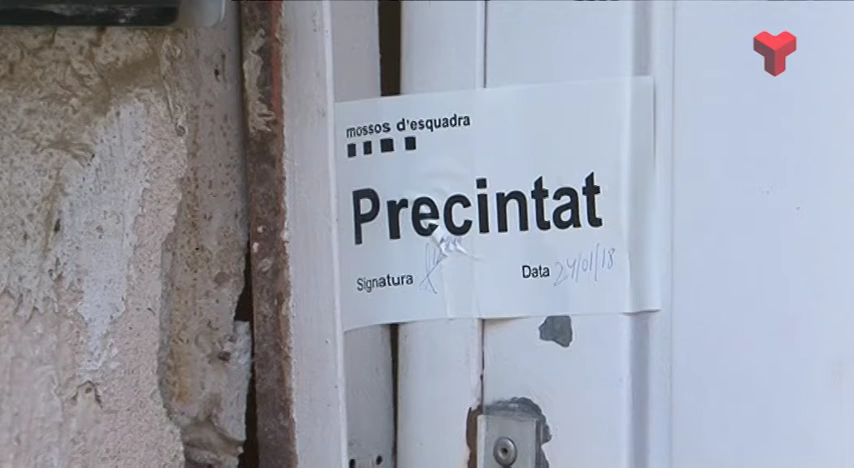 mossos d'esquadra
Precintat
Signatura
Data 24/01/18